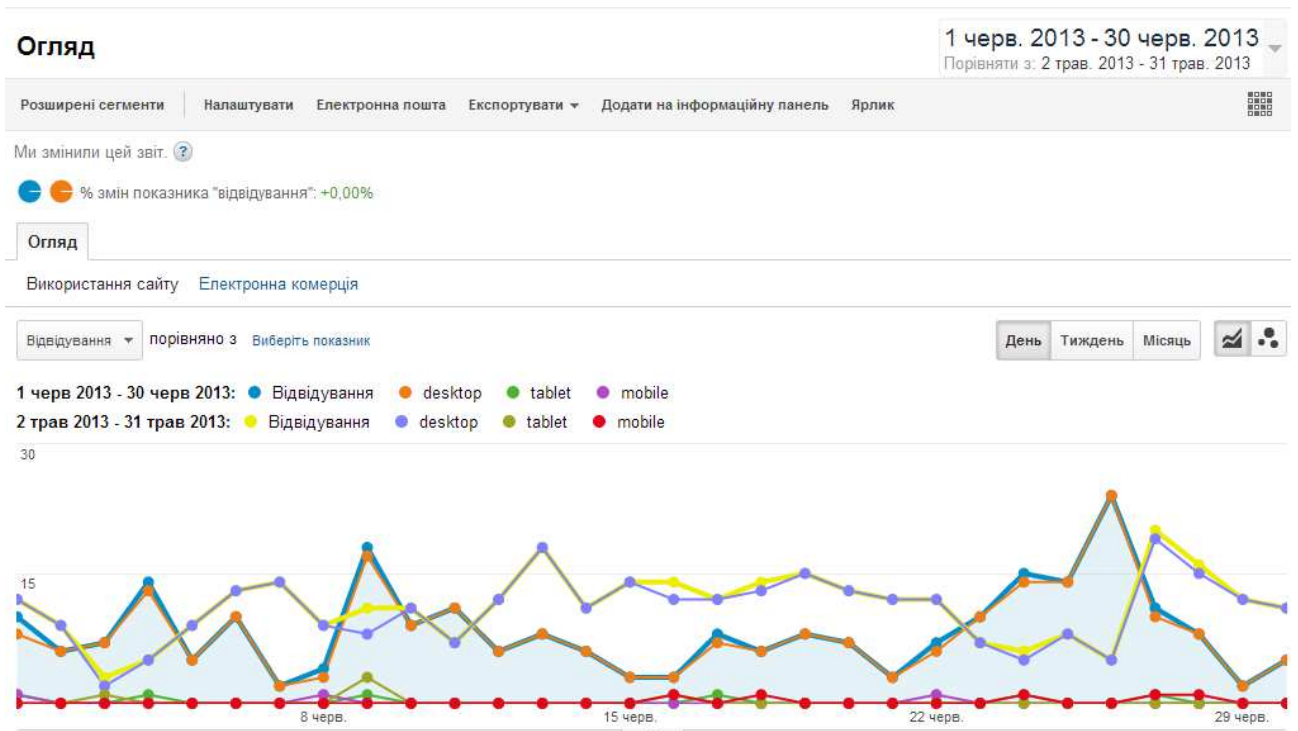 Огляд
1 черв. 2013 - 30 черв. 2013
Порівняти з: 2 трав. 2013 - 31 трав. 2013
Розширені сегменти Налаштувати Електронна пошта Експортувати Додати на інформаційну панель Ярлик
Ми змінили цей звіт. ?
% змін показника "відвідування": +0,00%
Огляд
Використання сайту Електронна комерція
Відвідування порівняно з Виберіть показник День Тиждень Місяць
1 черв 2013 - 30 черв 2013: Відвідування desktop tablet mobile
2 трав 2013 - 31 трав 2013: Відвідування desktop tablet mobile
30
15
8 черв. 15 черв. 22 черв. 29 черв.